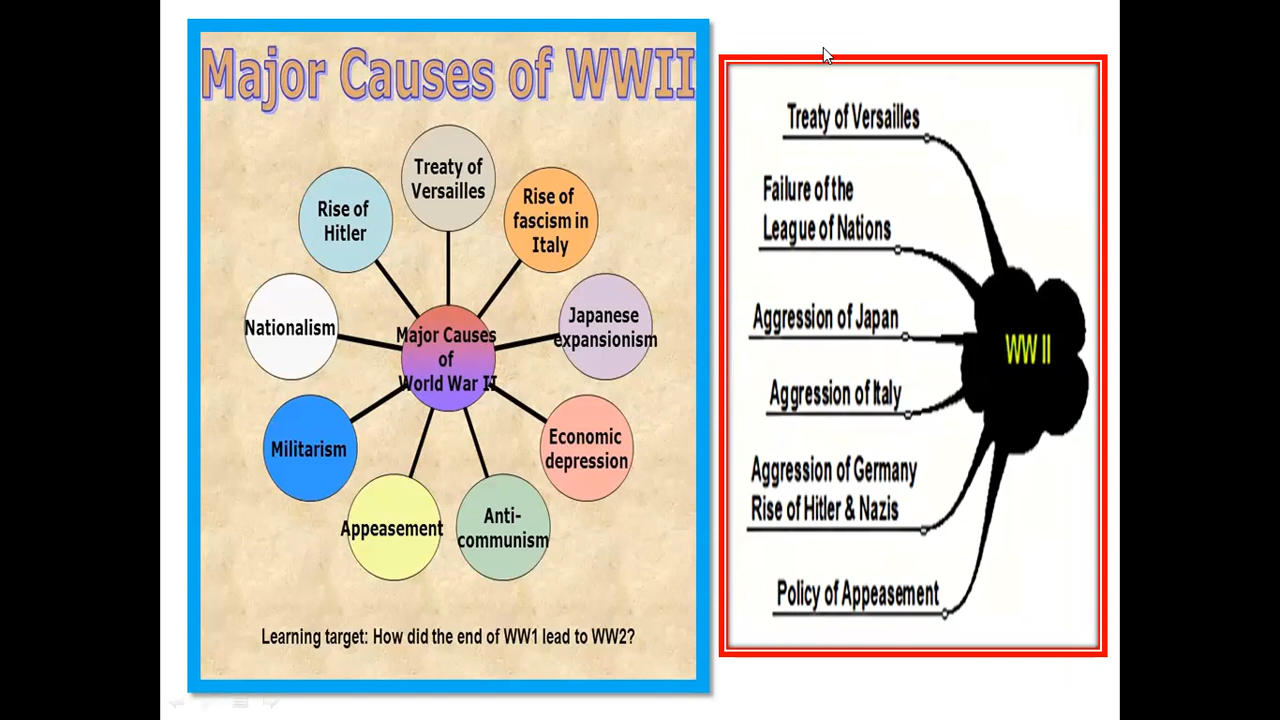 Major Causes of WWII
Treaty of
Versailles
Rise of
fascism in
Italy
Japanese
expansionism
Economic
depression
Anti-
communism
Appeasement
Militarism
Nationalism
Rise of
Hitler
Major Causes
of
World War II
Learning target: How did the end of WW1 lead to WW2?
Treaty of Versailles
Failure of the
League of Nations
Aggression of Japan
Aggression of Italy
Aggression of Germany
Rise of Hitler & Nazis
Policy of Appeasement
WW II